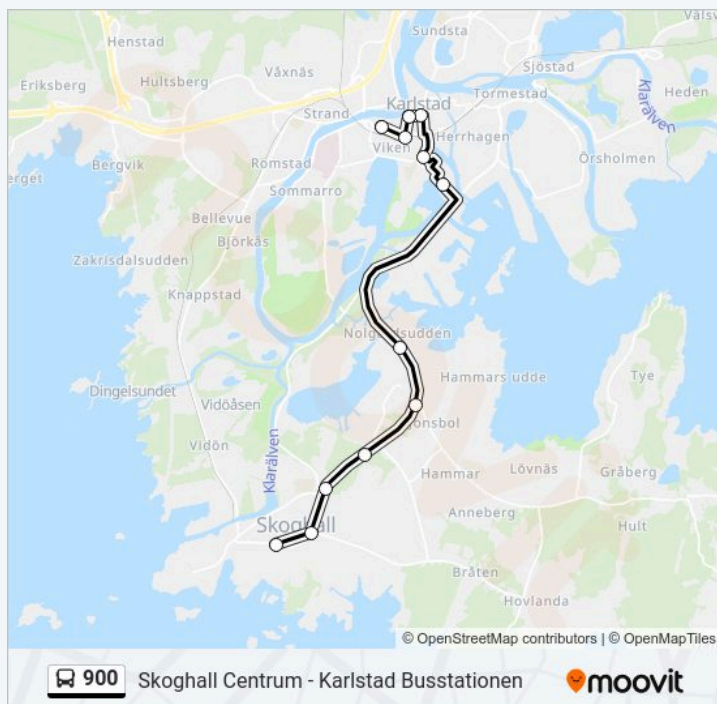 Sundsta
Välsv
Henstad
Sjöstad
Hultsberg
Våxnäs
Eriksberg
Klarälven
Heden
Karlstad
Tormestad
Strand
Herrhagen
Viken
Bergvik
Örsholmen
Romstad
erget
Sommarro
Bellevue
Björkås
Zakrisdalsudden
Knappstad
Tye
Dingelsundet
Hammars udde
Vidöåsen
Klarälven
Vidön
Lövnäs
Hammar
Gråberg
Anneberg
Hult
Skoghall
Bråten
Hovlanda
© OpenStreetMap contributors | © OpenMapTiles
900 Skoghall Centrum - Karlstad Busstationen
moovit